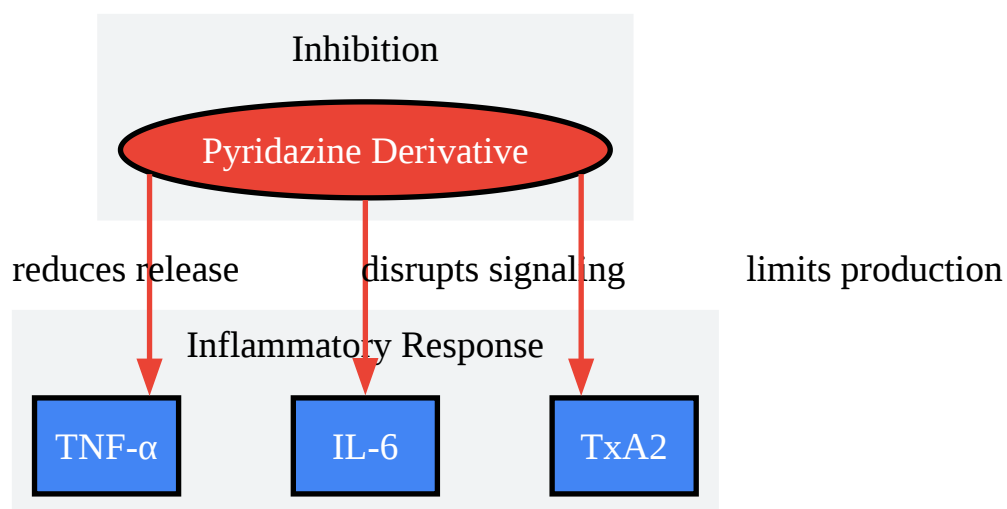 Inhibition
Pyridazine Derivative
reduces release
disrupts signaling
limits production
Inflammatory Response
TNF-α
IL-6
TxA2